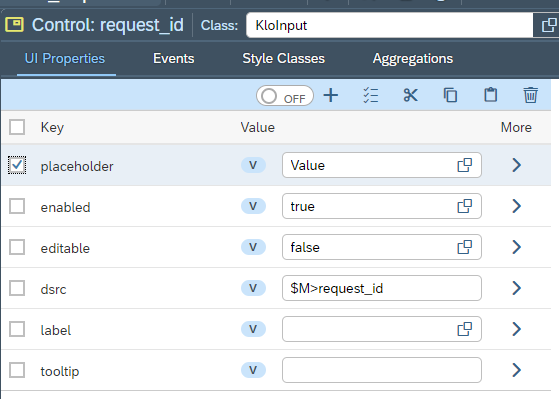 Control: request_id Class: KloInput
UI Properties Events Style Classes Aggregations
OFF
Key Value More
placeholder V Value
enabled V true
editable V false
dsrc V $M>request_id
label V
tooltip V